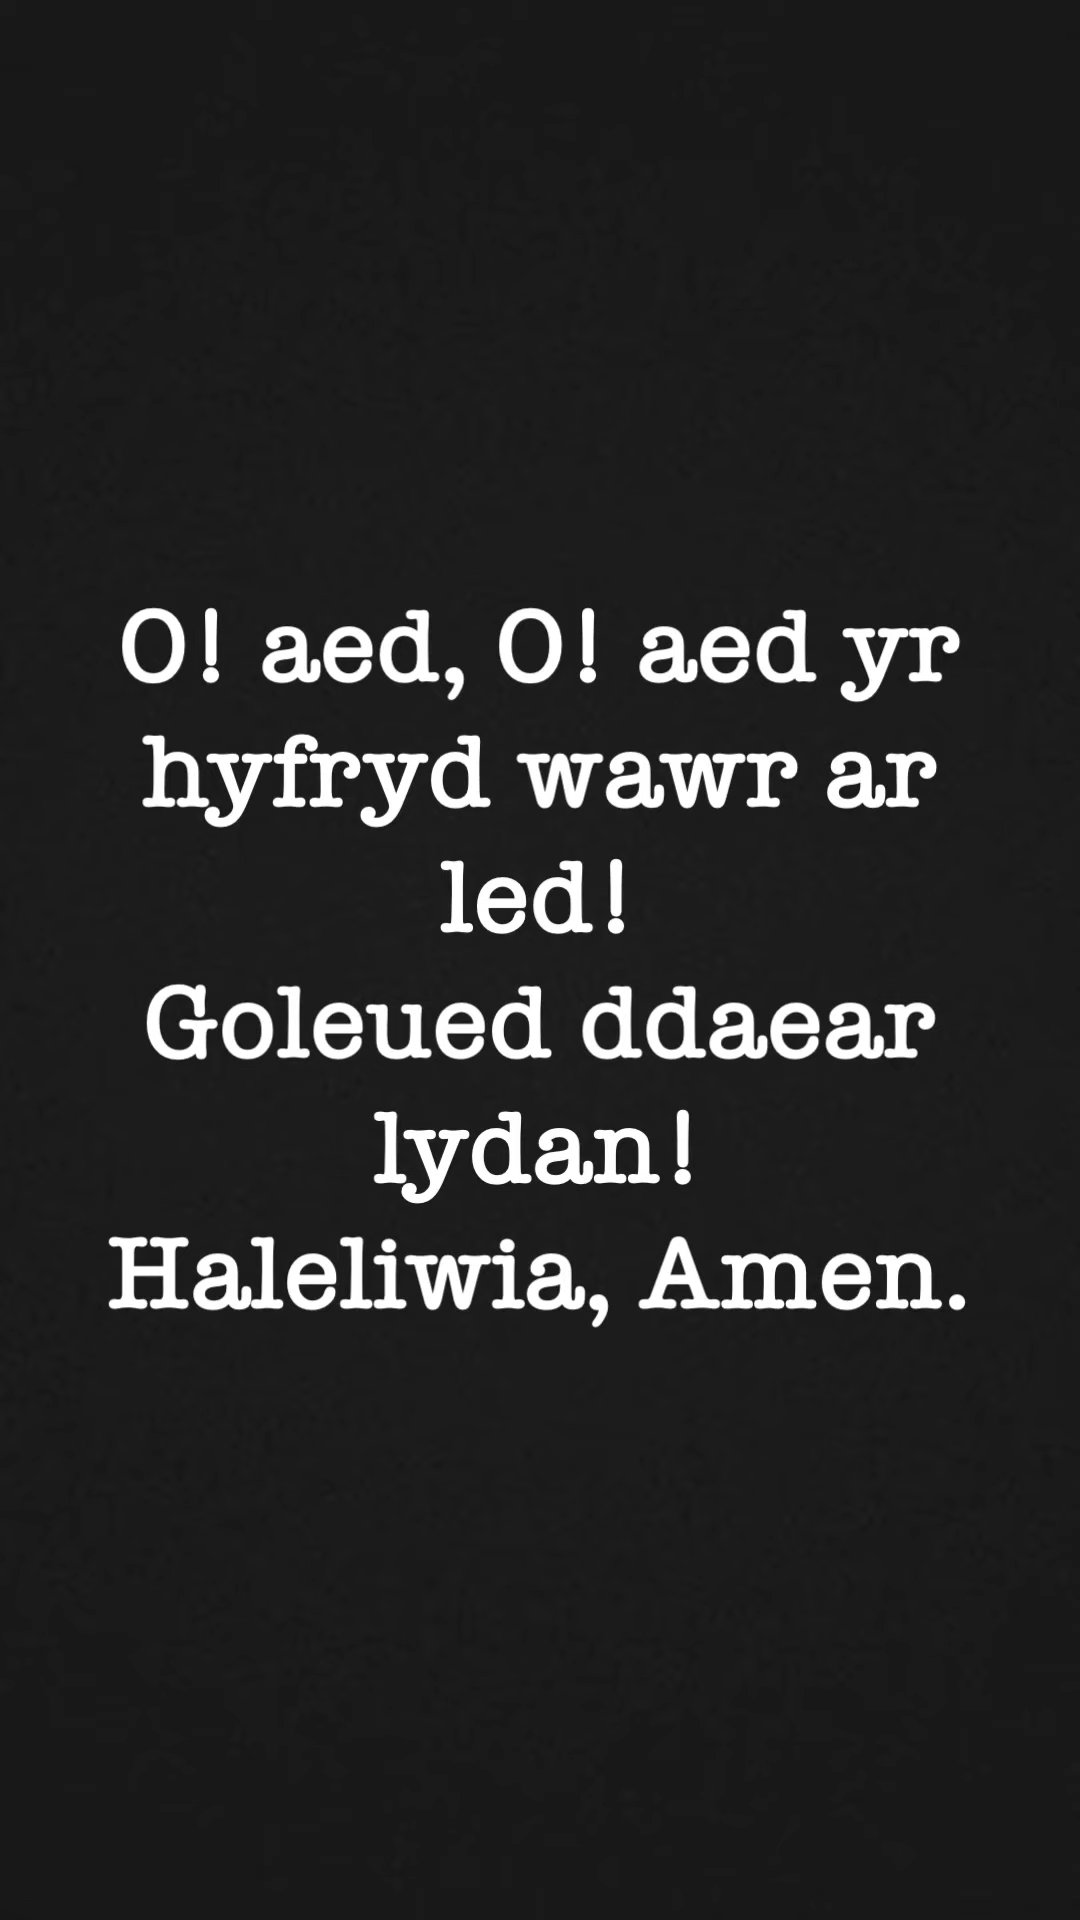 O! aed, O! aed yr
hyfryd wawr ar
led!
Goleued ddaear
lydan!
Haleliwia, Amen.